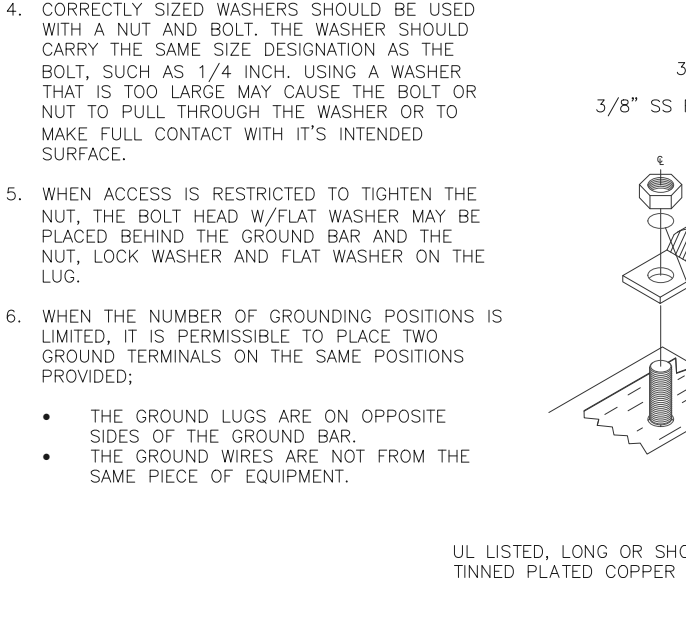 4. CORRECTLY SIZED WASHERS SHOULD BE USED
WITH A NUT AND BOLT. THE WASHER SHOULD
CARRY THE SAME SIZE DESIGNATION AS THE
BOLT, SUCH AS 1/4 INCH. USING A WASHER
THAT IS TOO LARGE MAY CAUSE THE BOLT OR
NUT TO PULL THROUGH THE WASHER OR TO
MAKE FULL CONTACT WITH IT'S INTENDED
SURFACE.
5. WHEN ACCESS IS RESTRICTED TO TIGHTEN THE
NUT, THE BOLT HEAD W/FLAT WASHER MAY BE
PLACED BEHIND THE GROUND BAR AND THE
NUT, LOCK WASHER AND FLAT WASHER ON THE
LUG.
6. WHEN THE NUMBER OF GROUNDING POSITIONS IS
LIMITED, IT IS PERMISSIBLE TO PLACE TWO
GROUND TERMINALS ON THE SAME POSITIONS
PROVIDED;
• THE GROUND LUGS ARE ON OPPOSITE
SIDES OF THE GROUND BAR.
• THE GROUND WIRES ARE NOT FROM THE
SAME PIECE OF EQUIPMENT.
3
3/8" SS
℄
UL LISTED, LONG OR SHO
TINNED PLATED COPPER